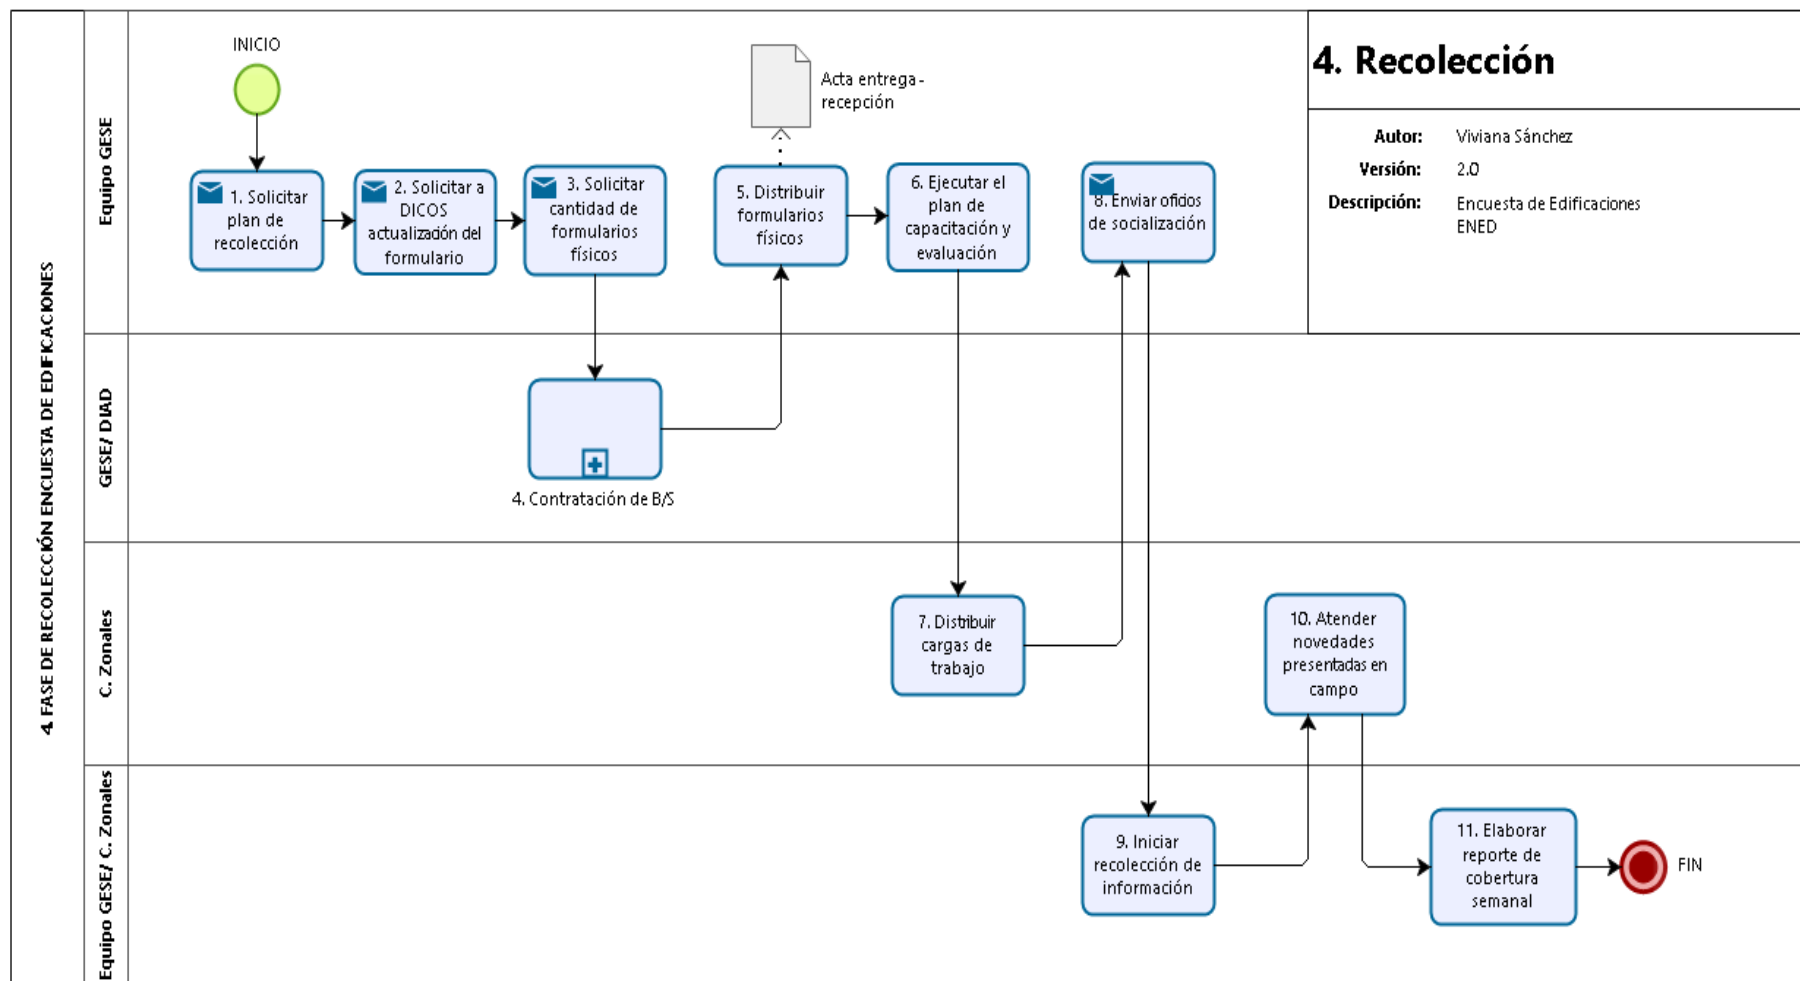 4. FASE DE RECOLECCIÓN ENCUESTA DE EDIFICACIONES
Equipo GESE
GESE/ DIAD
C. Zonales
Equipo GESE/ C. Zonales
4. Recolección
Autor: Viviana Sánchez
Versión: 2.0
Descripción: Encuesta de Edificaciones
ENED
INICIO
1. Solicitar
plan de
recolección
2. Solicitar a
DICOS
actualización del
formulario
3. Solicitar
cantidad de
formularios
físicos
4. Contratación de B/S
Acta entrega-
recepción
5. Distribuir
formularios
físicos
6. Ejecutar el
plan de
capacitación y
evaluación
7. Distribuir
cargas de
trabajo
8. Enviar oficios
de socialización
9. Iniciar
recolección de
información
10. Atender
novedades
presentadas en
campo
11. Elaborar
reporte de
cobertura
semanal
FIN